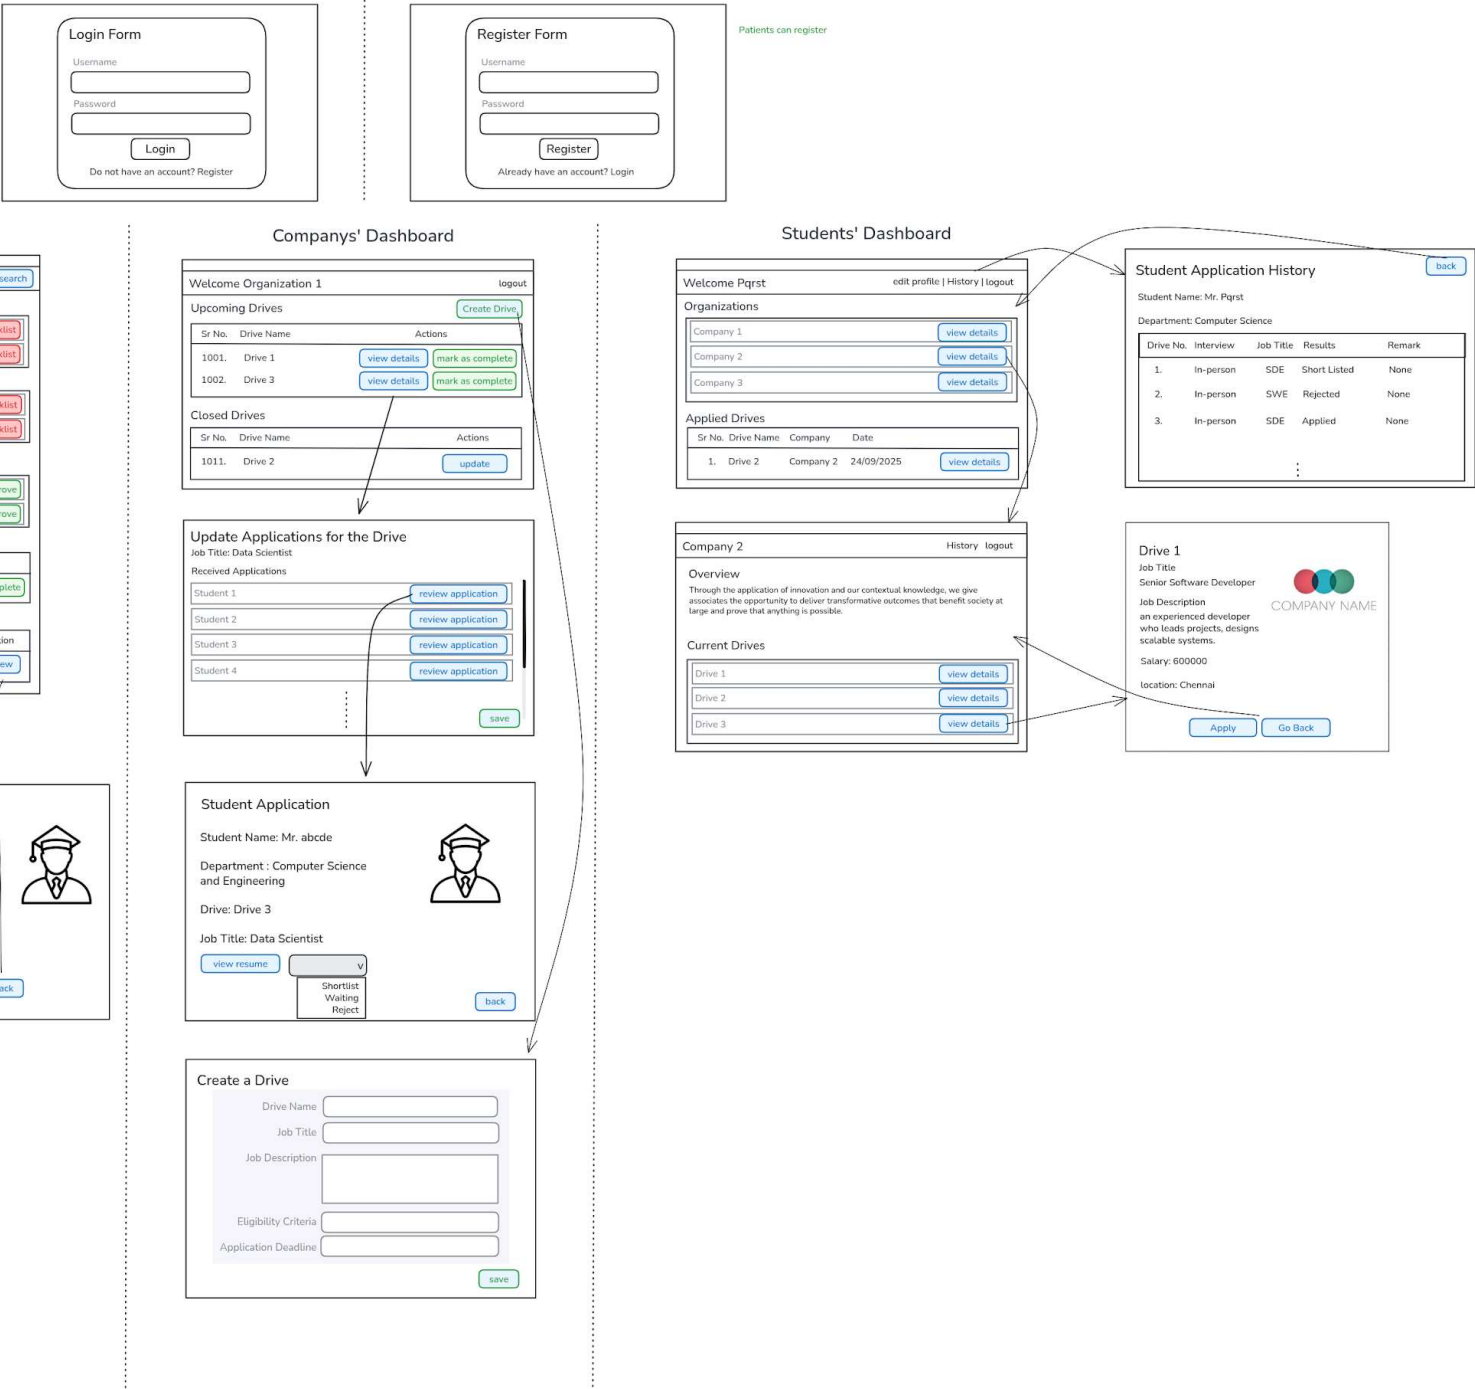 Login Form
Username
Password
Login
Do not have an account? Register
Register Form
Username
Password
Register
Already have an account? Login
Patients can register
search
klist
klist
klist
klist
rove
rove
plete
ion
ew
ack
Companys' Dashboard
Welcome Organization 1 logout
Upcoming Drives Create Drive
Sr No. Drive Name Actions
1001. Drive 1 view details mark as complete
1002. Drive 3 view details mark as complete
Closed Drives
Sr No. Drive Name Actions
1011. Drive 2 update
Update Applications for the Drive
Job Title: Data Scientist
Received Applications
Student 1 review application
Student 2 review application
Student 3 review application
Student 4 review application
save
Student Application
Student Name: Mr. abcde
Department : Computer Science
and Engineering
Drive: Drive 3
Job Title: Data Scientist
view resume v
Shortlist
Waiting
Reject
back
Create a Drive
Drive Name
Job Title
Job Description
Eligibility Criteria
Application Deadline
save
Students' Dashboard
Welcome Pqrst edit profile | History | logout
Organizations
Company 1 view details
Company 2 view details
Company 3 view details
Applied Drives
Sr No. Drive Name Company Date
1. Drive 2 Company 2 24/09/2025 view details
Company 2 History logout
Overview
Through the application of innovation and our contextual knowledge, we give
associates the opportunity to deliver transformative outcomes that benefit society at
large and prove that anything is possible.
Current Drives
Drive 1 view details
Drive 2 view details
Drive 3 view details
Student Application History back
Student Name: Mr. Pqrst
Department: Computer Science
Drive No. Interview Job Title Results Remark
1. In-person SDE Short Listed None
2. In-person SWE Rejected None
3. In-person SDE Applied None
Drive 1
Job Title
Senior Software Developer
Job Description
an experienced developer
who leads projects, designs
scalable systems.
COMPANY NAME
Salary: 600000
location: Chennai
Apply Go Back